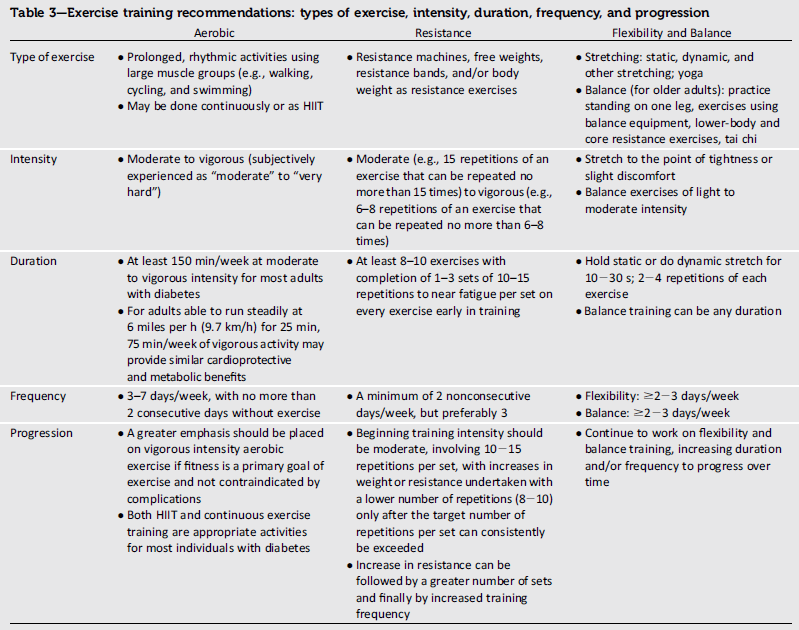 Table 3—Exercise training recommendations: types of exercise, intensity, duration, frequency, and progression
Aerobic
Resistance
Flexibility and Balance
Type of exercise
● Prolonged, rhythmic activities using
large muscle groups (e.g., walking,
cycling, and swimming)
● May be done continuously or as HIIT
● Resistance machines, free weights,
resistance bands, and/or body
weight as resistance exercises
● Stretching: static, dynamic, and
other stretching; yoga
● Balance (for older adults): practice
standing on one leg, exercises using
balance equipment, lower-body and
core resistance exercises, tai chi
Intensity
● Moderate to vigorous (subjectively
experienced as “moderate” to “very
hard”)
● Moderate (e.g., 15 repetitions of an
exercise that can be repeated no
more than 15 times) to vigorous (e.g.,
6–8 repetitions of an exercise that
can be repeated no more than 6–8
times)
● Stretch to the point of tightness or
slight discomfort
● Balance exercises of light to
moderate intensity
Duration
● At least 150 min/week at moderate
to vigorous intensity for most adults
with diabetes
● For adults able to run steadily at
6 miles per h (9.7 km/h) for 25 min,
75 min/week of vigorous activity may
provide similar cardioprotective
and metabolic benefits
● At least 8–10 exercises with
completion of 1–3 sets of 10–15
repetitions to near fatigue per set on
every exercise early in training
● Hold static or do dynamic stretch for
10−30 s; 2−4 repetitions of each
exercise
● Balance training can be any duration
Frequency
● 3–7 days/week, with no more than
2 consecutive days without exercise
● A minimum of 2 nonconsecutive
days/week, but preferably 3
● Flexibility: ≥2−3 days/week
● Balance: ≥2−3 days/week
Progression
● A greater emphasis should be placed
on vigorous intensity aerobic
exercise if fitness is a primary goal of
exercise and not contraindicated by
complications
● Both HIIT and continuous exercise
training are appropriate activities
for most individuals with diabetes
● Beginning training intensity should
be moderate, involving 10−15
repetitions per set, with increases in
weight or resistance undertaken with
a lower number of repetitions (8−10)
only after the target number of
repetitions per set can consistently
be exceeded
● Increase in resistance can be
followed by a greater number of sets
and finally by increased training
frequency
● Continue to work on flexibility and
balance training, increasing duration
and/or frequency to progress over
time